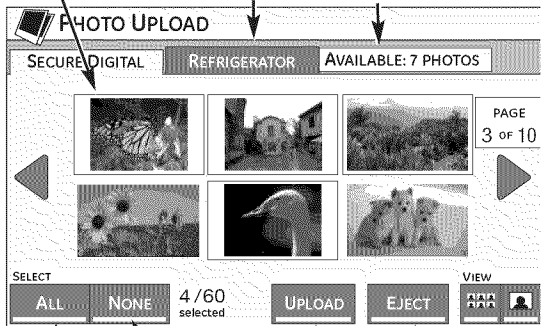 PHOTO UPLOAD
SECURE DIGITAL REFRIGERATOR AVAILABLE: 7 PHOTOS
PAGE
3 OF 10
SELECT VIEW
ALL NONE 4/60 UPLOAD EJECT
selected